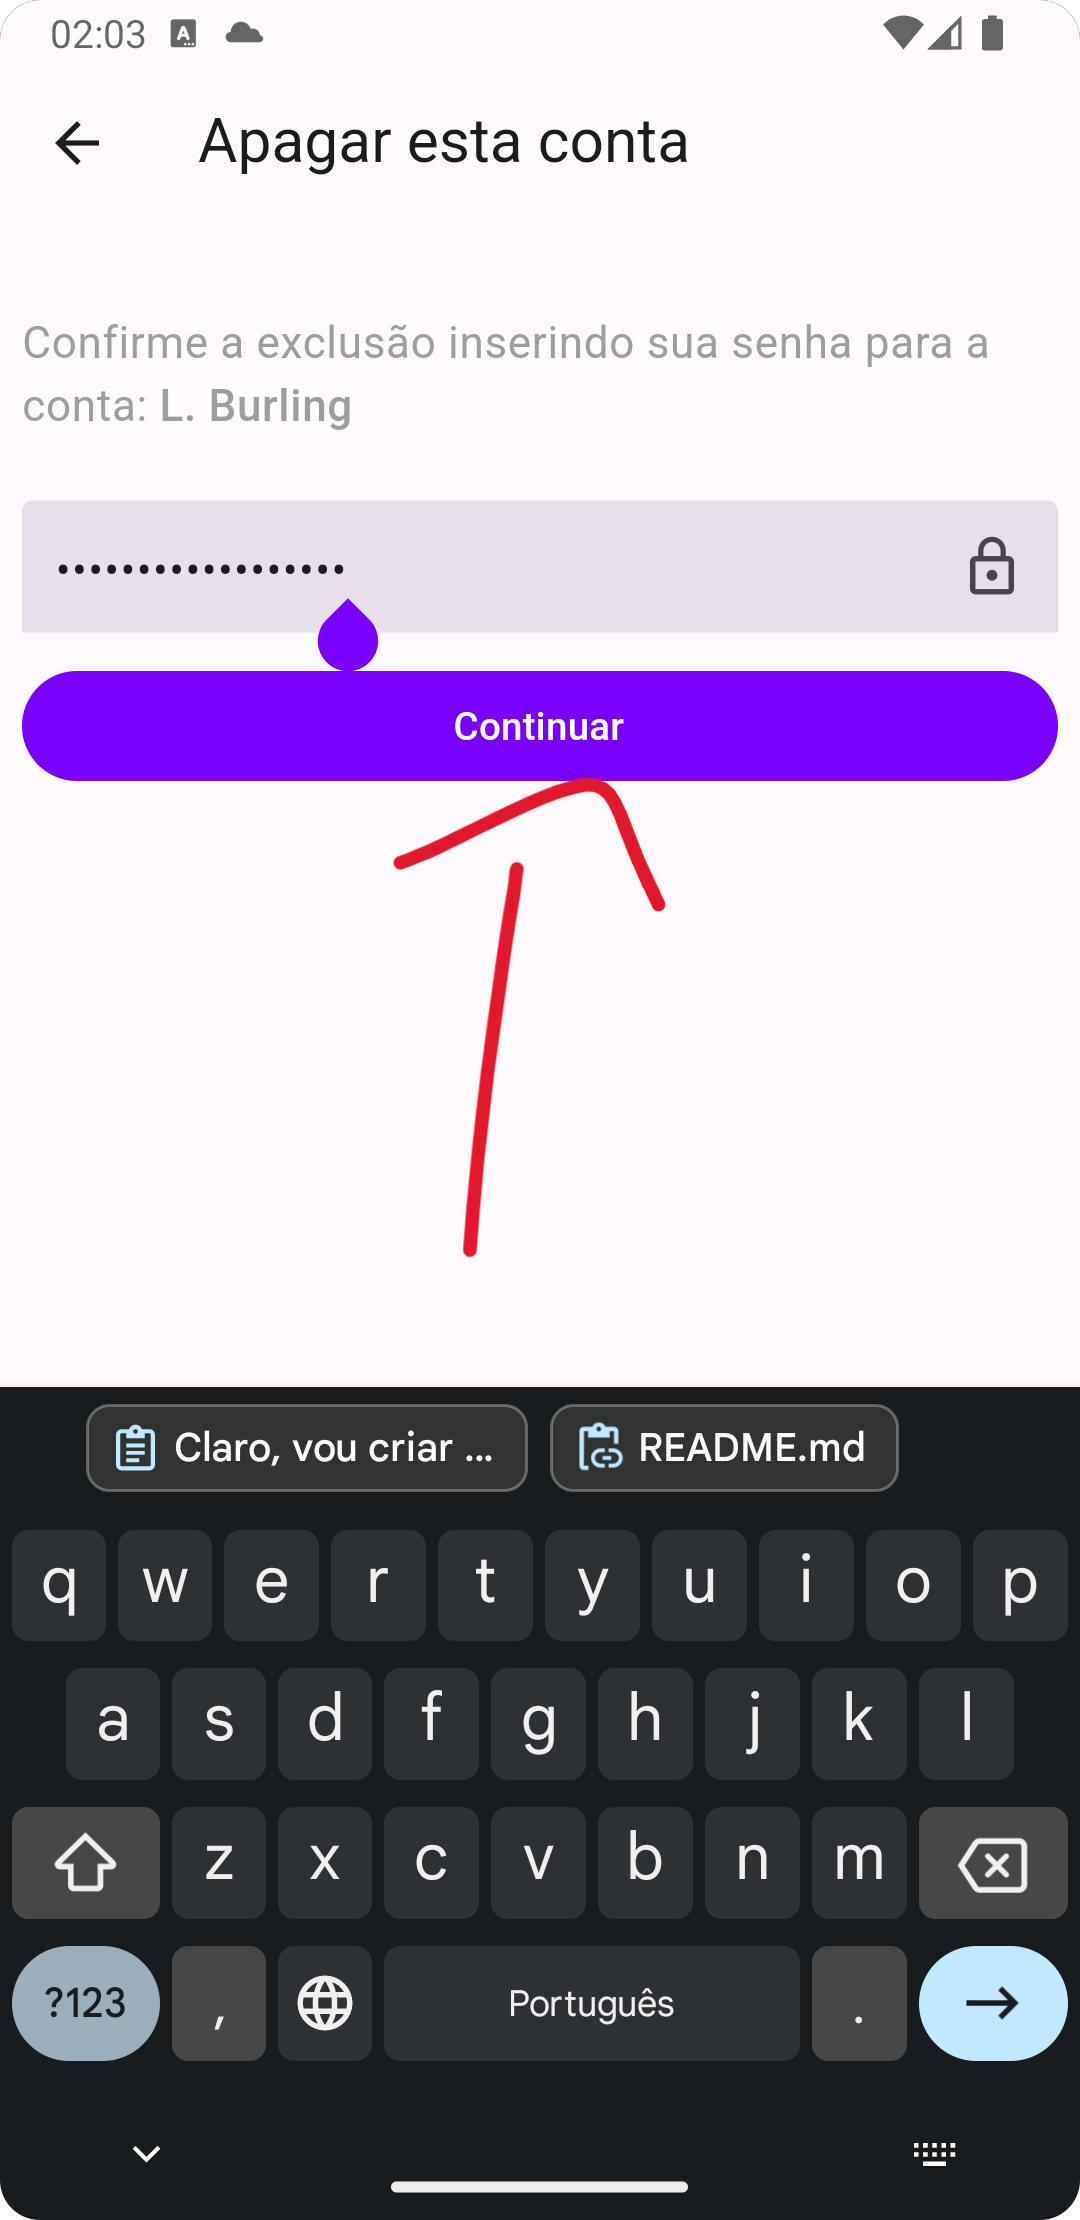 02:03
Apagar esta conta
Confirme a exclusão inserindo sua senha para a
conta: L. Burling
••••••••••••••••••
Continuar
Claro, vou criar ...
README.md
q w e r t y u i o p
a s d f g h j k l
z x c v b n m
?123 , Português .